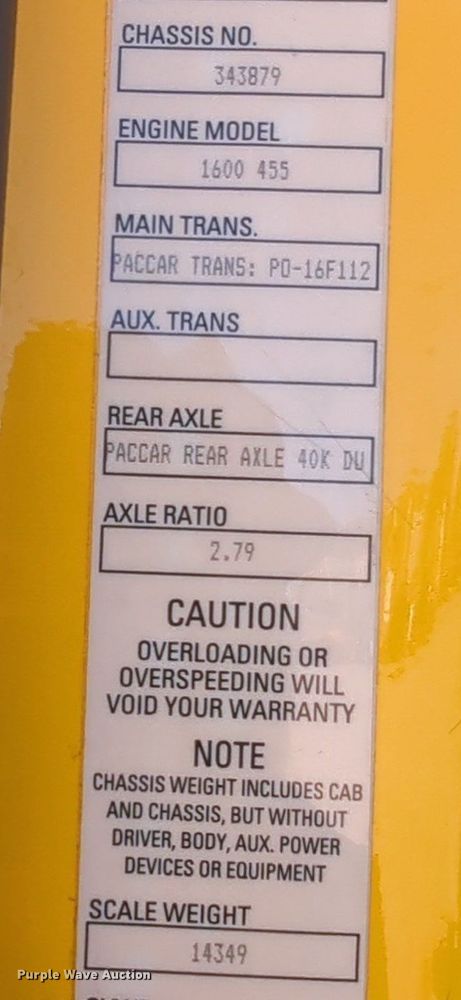 CHASSIS NO.
343879
ENGINE MODEL
1600 455
MAIN TRANS.
PACCAR TRANS: PO-16F112
AUX. TRANS
REAR AXLE
PACCAR REAR AXLE 40K DU
AXLE RATIO
2.79
CAUTION
OVERLOADING OR
OVERSPEEDING WILL
VOID YOUR WARRANTY
NOTE
CHASSIS WEIGHT INCLUDES CAB
AND CHASSIS, BUT WITHOUT
DRIVER, BODY, AUX. POWER
DEVICES OR EQUIPMENT
SCALE WEIGHT
14349
Purple Wave Auction